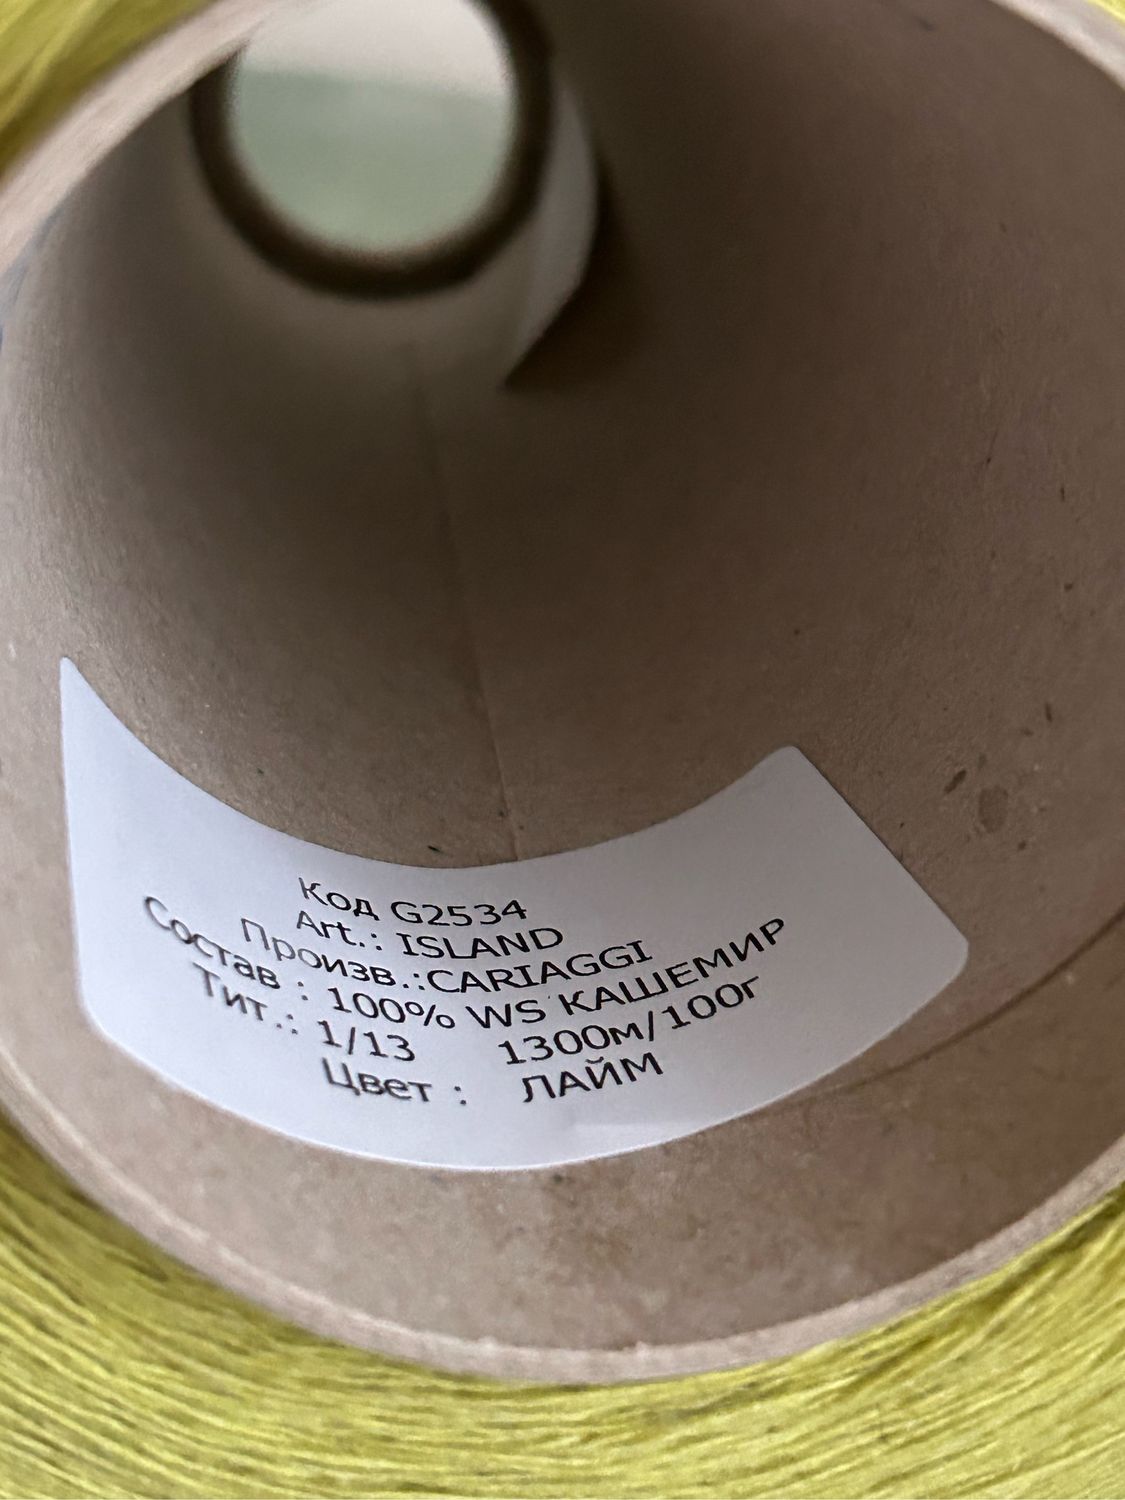 Код G2534
Art.: ISLAND
Произв.:CARIAGGI
Состав : 100% WS КАШЕМИР
Тит.: 1/13 1300м/100г
Цвет : ЛАЙМ